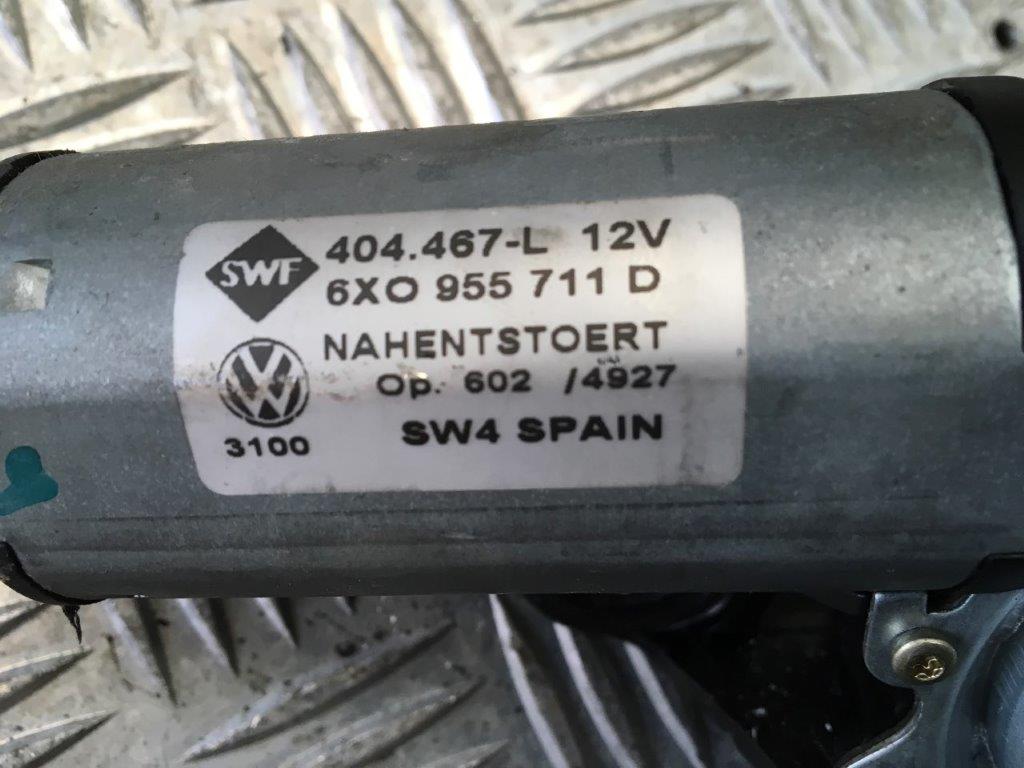 SWF 404.467-L 12V
6XO 955 711 D
NAHENTSTOERT
Op. 602 /4927
3100 SW4 SPAIN